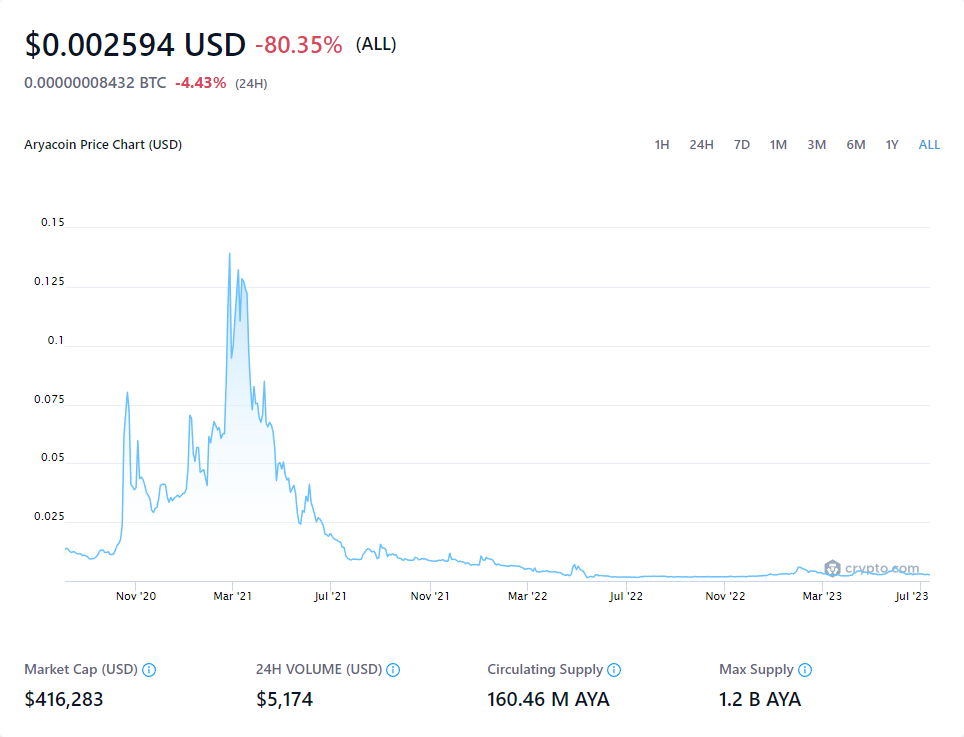 $0.002594 USD -80.35% (ALL)
0.00000008432 BTC -4.43% (24H)
Aryacoin Price Chart (USD) 1H 24H 7D 1M 3M 6M 1Y ALL
0.15
0.125
0.1
0.075
0.05
0.025
crypto.com
Nov '20 Mar '21 Jul '21 Nov '21 Mar '22 Jul '22 Nov '22 Mar '23 Jul '23
Market Cap (USD) 24H VOLUME (USD) Circulating Supply Max Supply
$416,283 $5,174 160.46 M AYA 1.2 B AYA